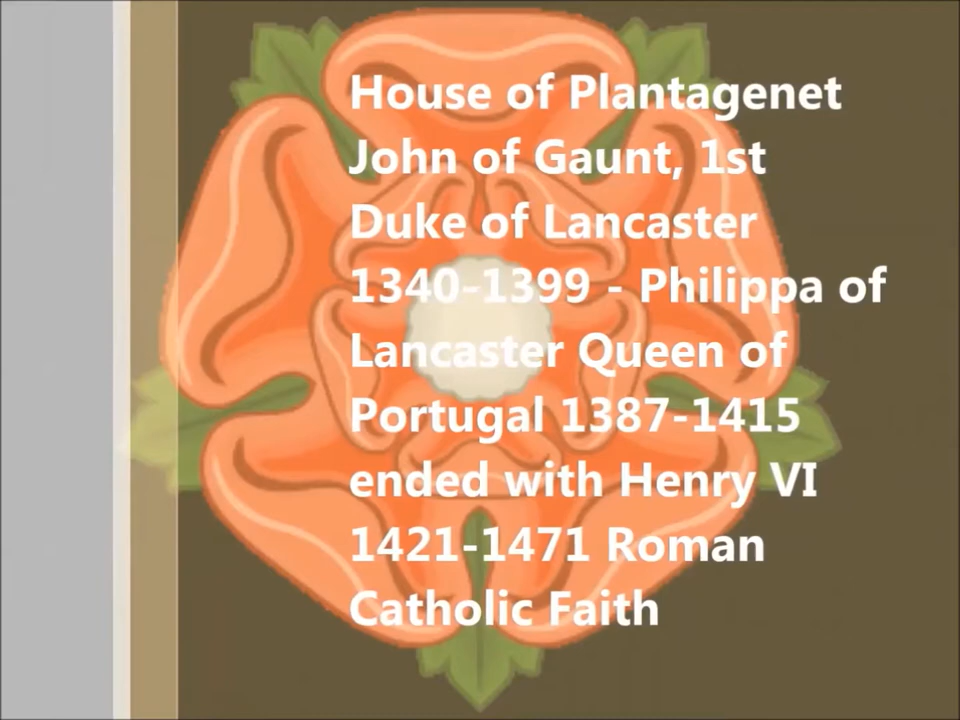 House of Plantagenet
John of Gaunt, 1st
Duke of Lancaster
1340-1399 - Philippa of
Lancaster Queen of
Portugal 1387-1415
ended with Henry VI
1421-1471 Roman
Catholic Faith